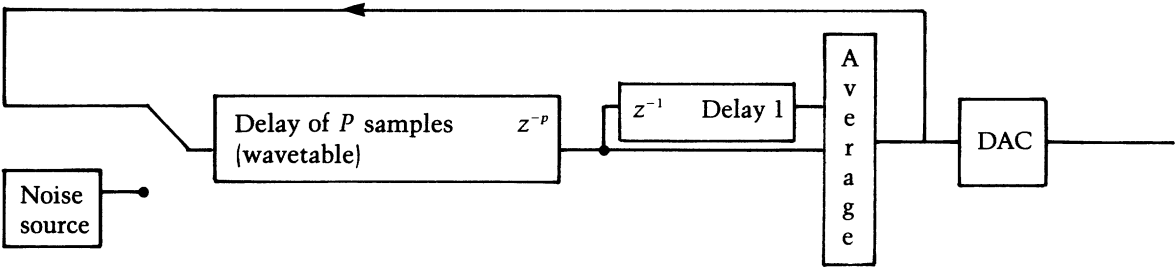 Delay of P samples z⁻ᵖ
(wavetable)
z⁻¹ Delay 1
Average
DAC
Noise
source